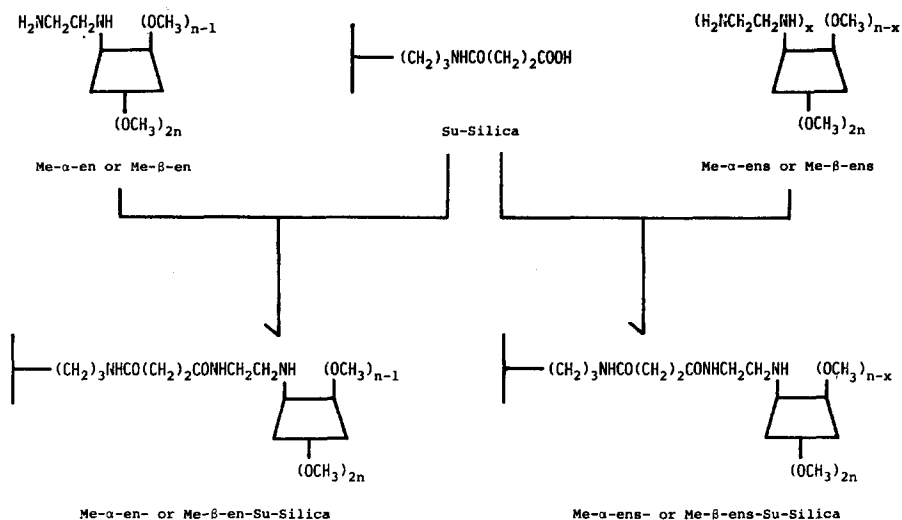 H₂NCH₂CH₂NH (OCH₃)ₙ₋₁
(OCH₃)₂ₙ
Me-α-en or Me-β-en
(CH₂)₃NHCO(CH₂)₂COOH
Su-Silica
(H₂NCH₂CH₂NH)ₓ (OCH₃)ₙ₋ₓ
(OCH₃)₂ₙ
Me-α-ens or Me-β-ens
(CH₂)₃NHCO(CH₂)₂CONHCH₂CH₂NH (OCH₃)ₙ₋₁
(OCH₃)₂ₙ
Me-α-en- or Me-β-en-Su-Silica
(CH₂)₃NHCO(CH₂)₂CONHCH₂CH₂NH (OCH₃)ₙ₋ₓ
(OCH₃)₂ₙ
Me-α-ens- or Me-β-ens-Su-Silica